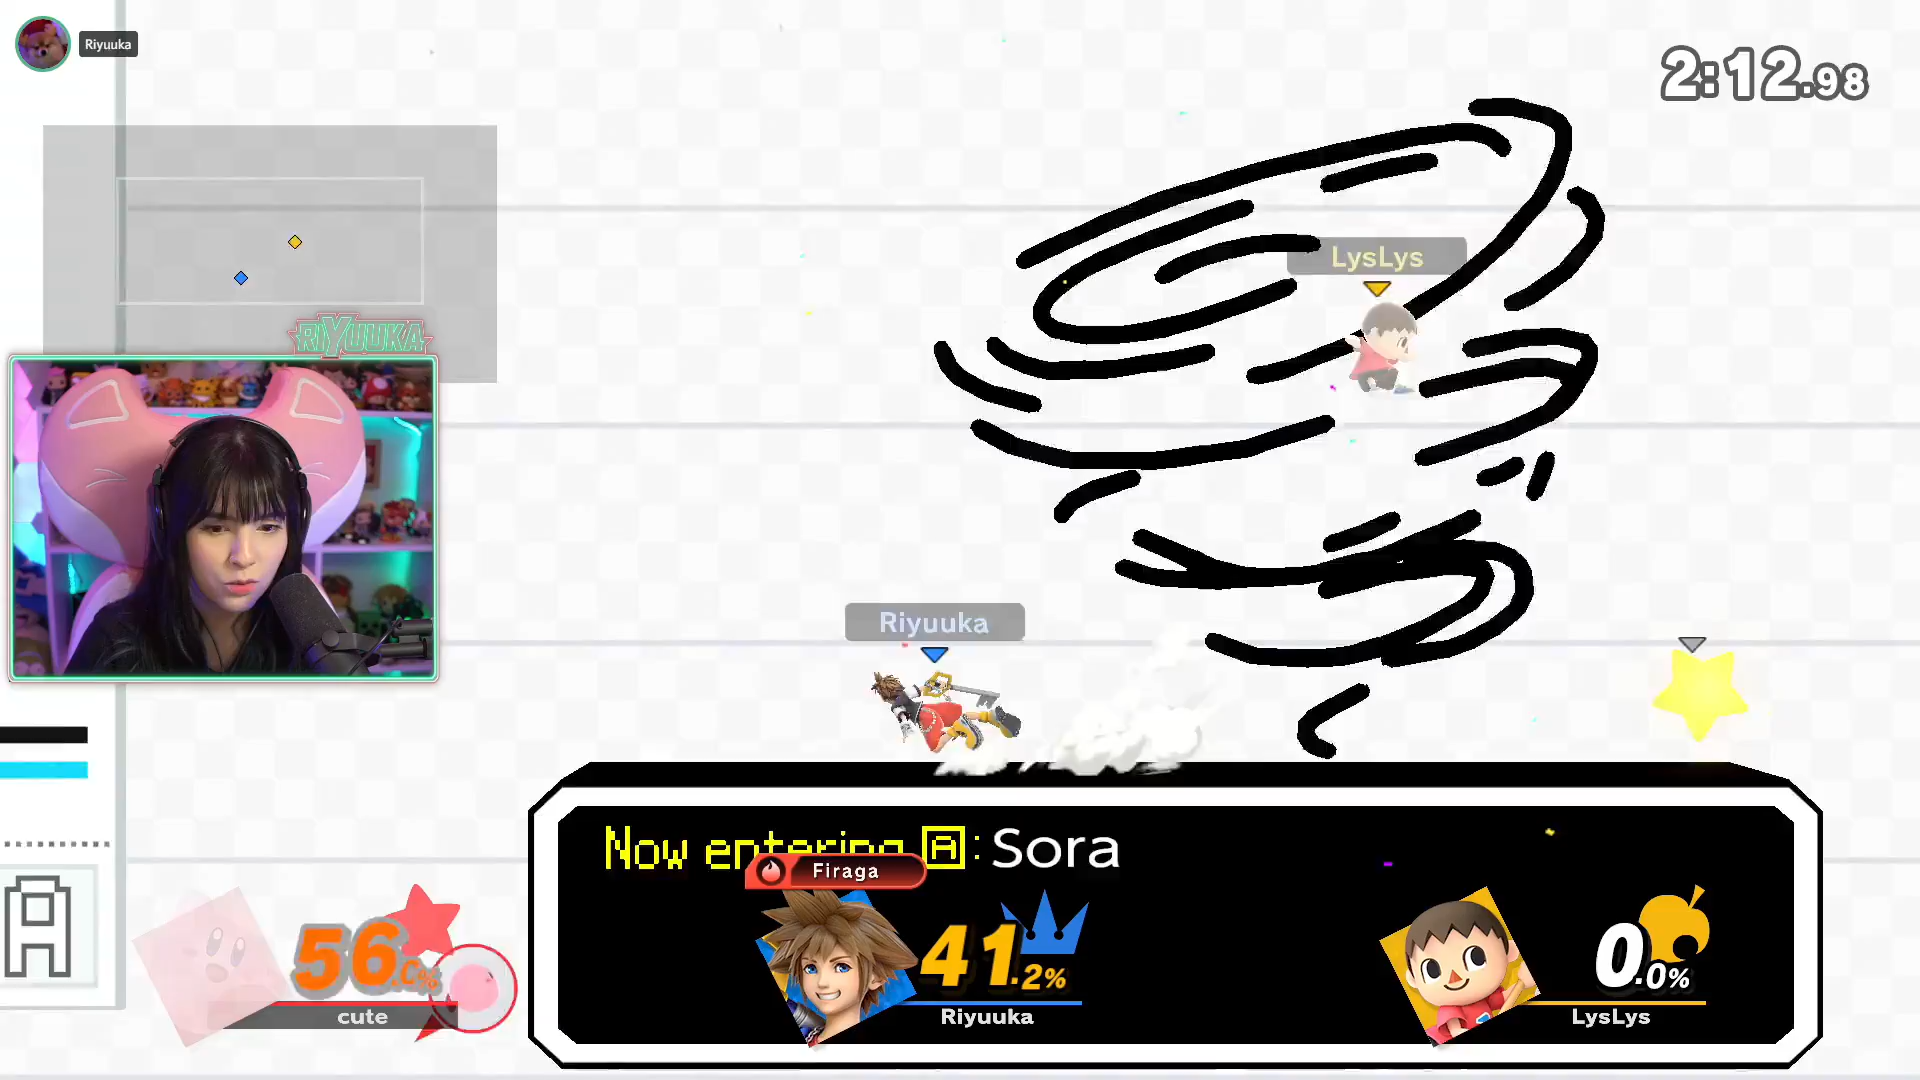 Riyuuka
2:12.98
RIYUUKA
LysLys
Riyuuka
Now entering A: Sora
Firaga
56.0%
cute
41.2%
Riyuuka
0.0%
LysLys
A